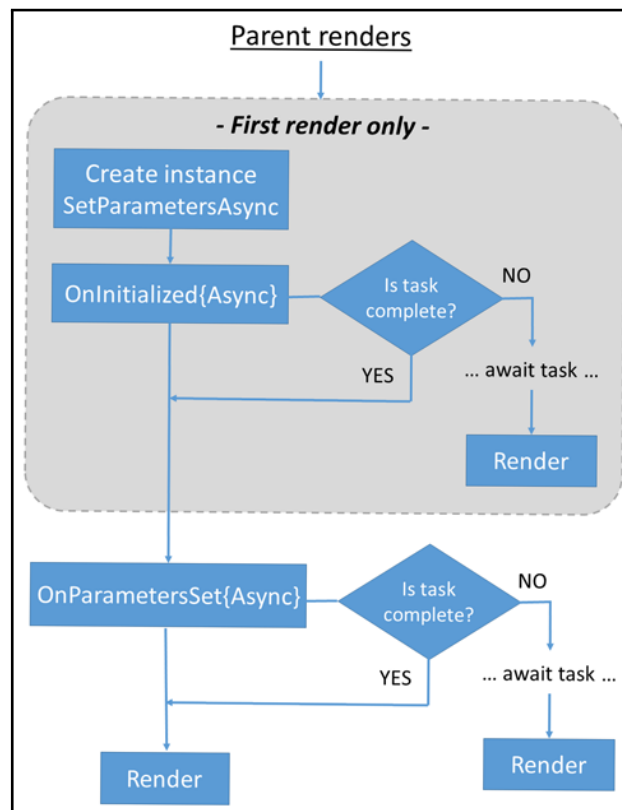 Parent renders
- First render only -
Create instance
SetParametersAsync
OnInitialized{Async}
Is task
complete?
NO
YES
... await task ...
Render
OnParametersSet{Async}
Is task
complete?
NO
YES
... await task ...
Render
Render